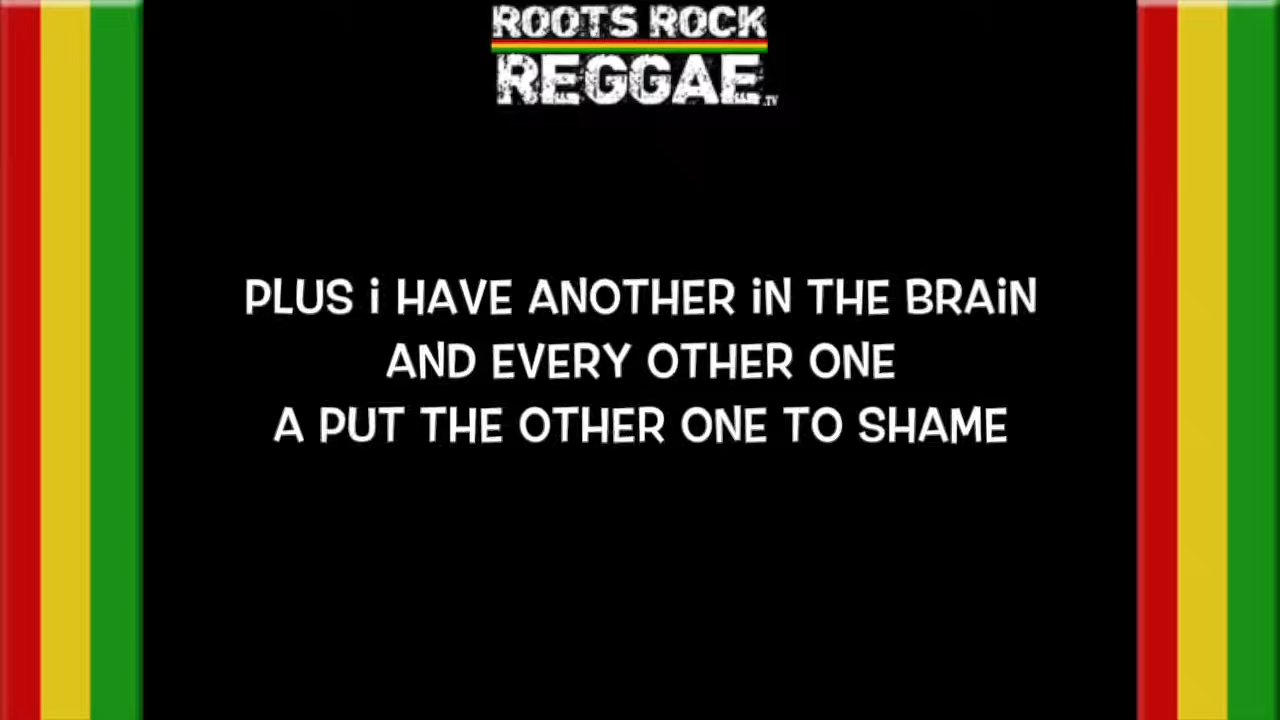 ROOTS ROCK
REGGAE.TV
PLUS i HAVE ANOTHER iN THE BRAiN
AND EVERY OTHER ONE
A PUT THE OTHER ONE TO SHAME